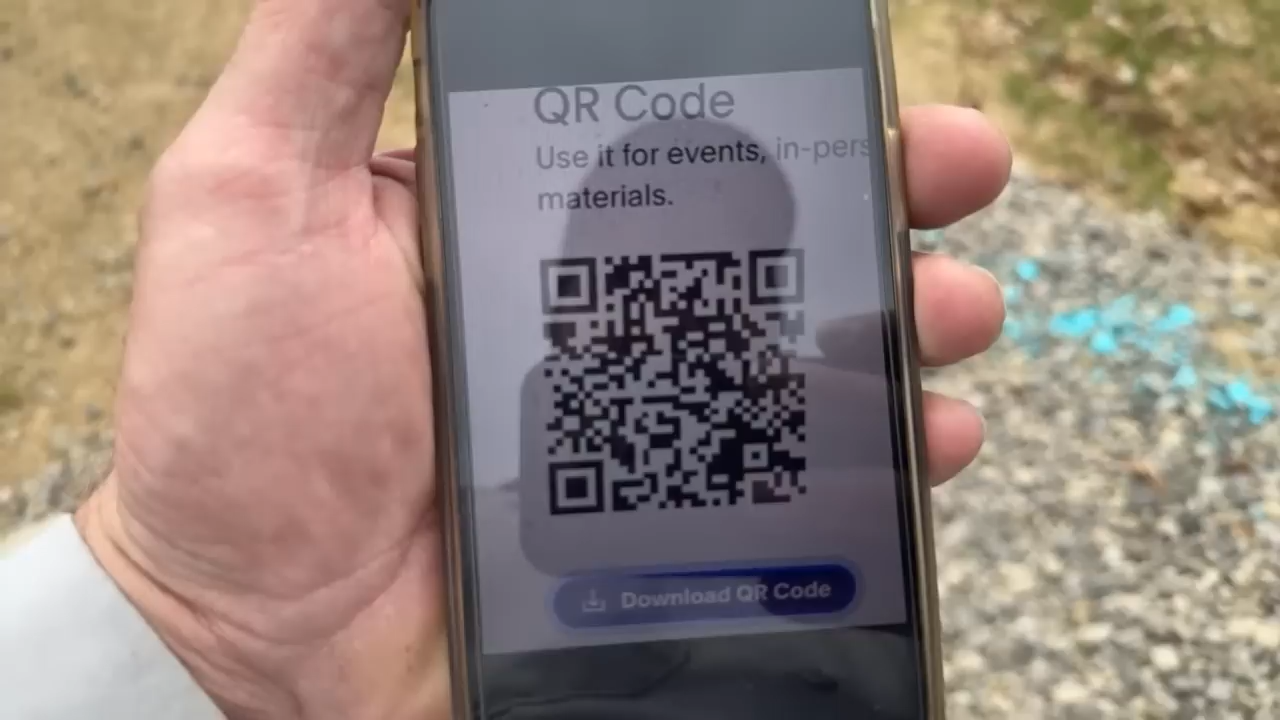 QR Code
Use it for events, in-pers
materials.
Download QR Code